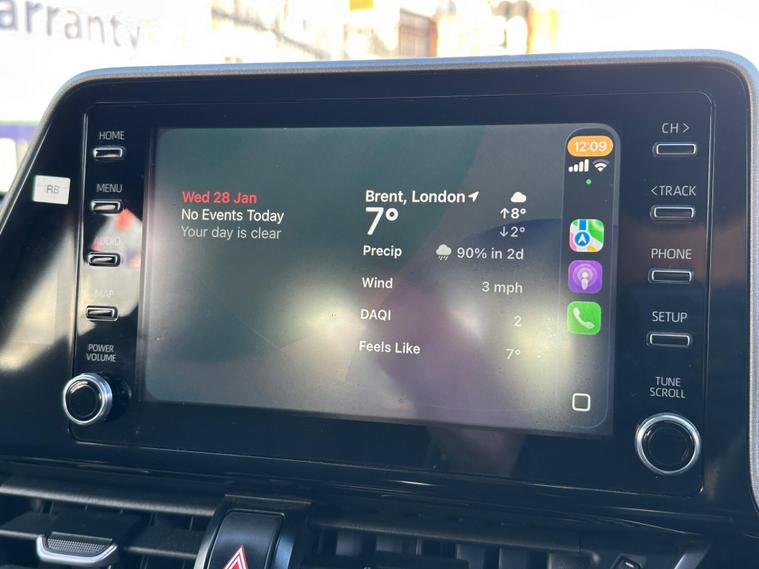 arranty
HOME
MENU
AUDIO
MAP
POWER
VOLUME
R8
Wed 28 Jan
No Events Today
Your day is clear
Brent, London
7°
↑8°
↓2°
Precip 90% in 2d
Wind 3 mph
DAQI 2
Feels Like 7°
12:09
CH >
< TRACK
PHONE
SETUP
TUNE
SCROLL